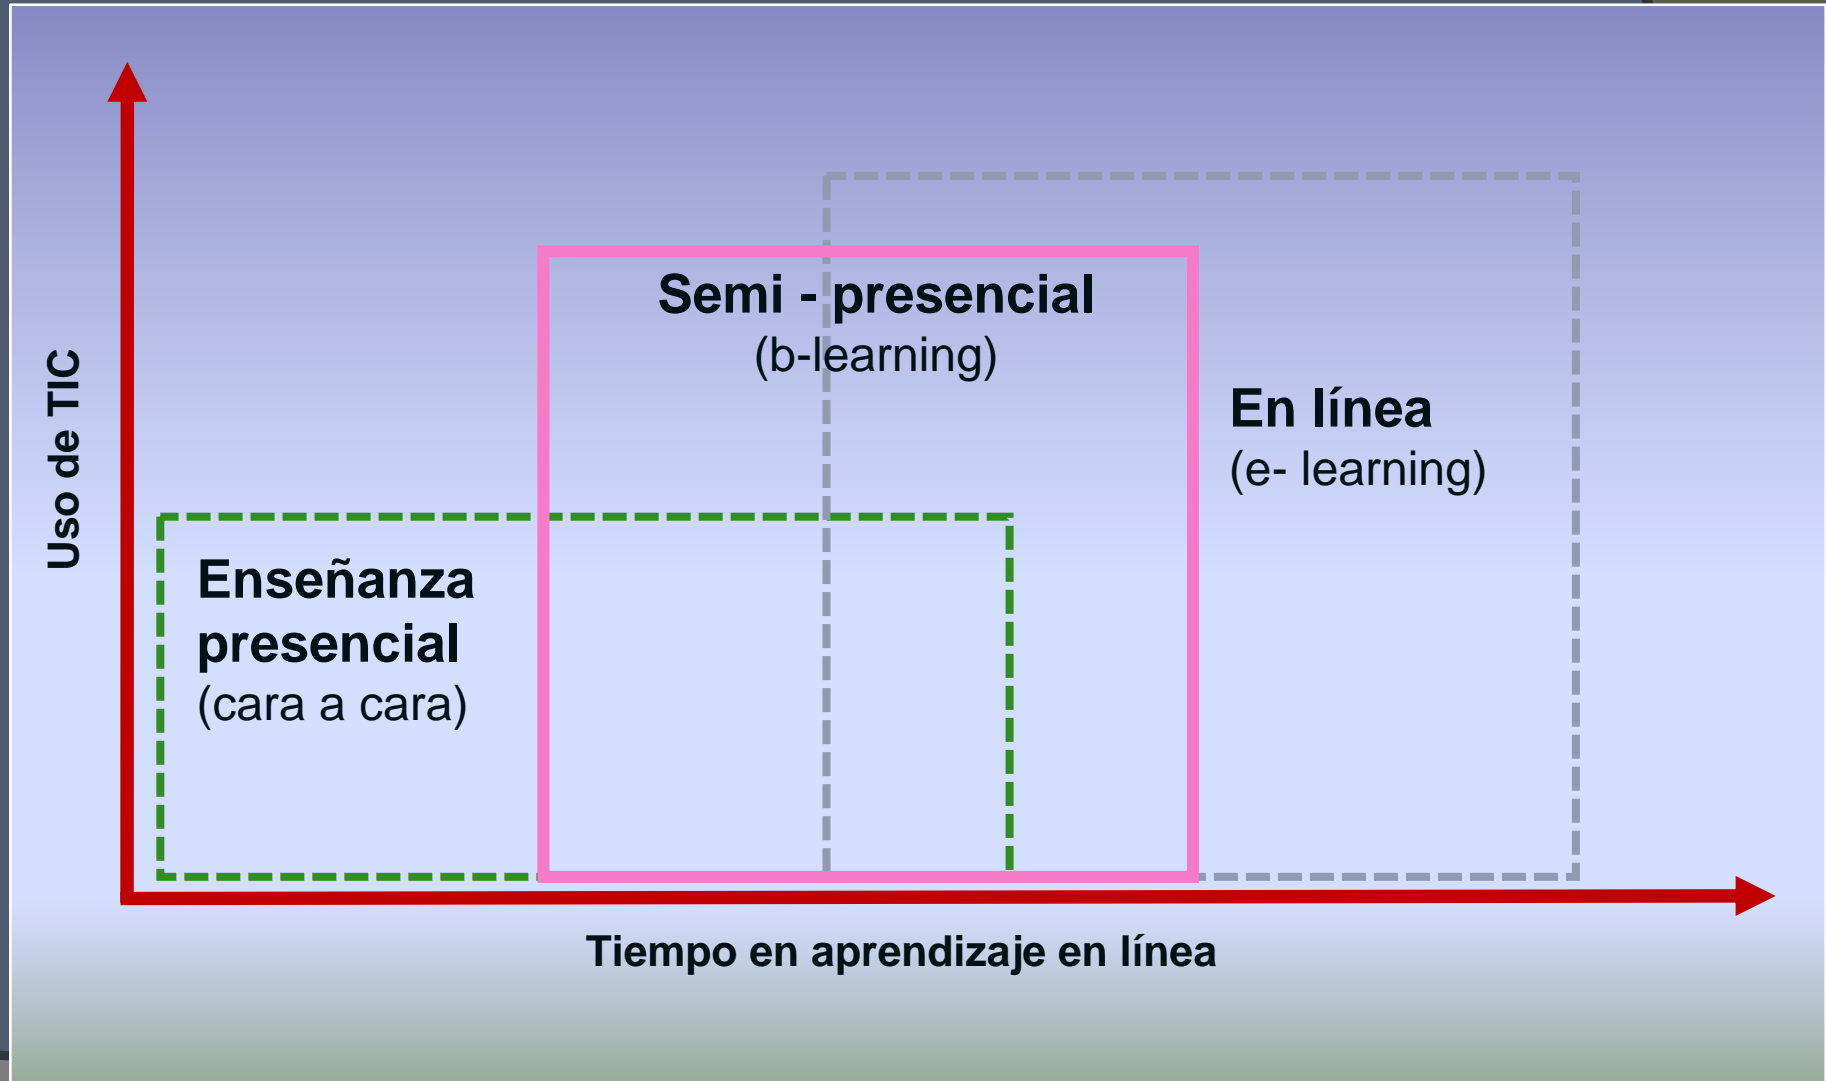 Semi - presencial
(b-learning)
En línea
(e- learning)
Uso de TIC
Enseñanza
presencial
(cara a cara)
Tiempo en aprendizaje en línea